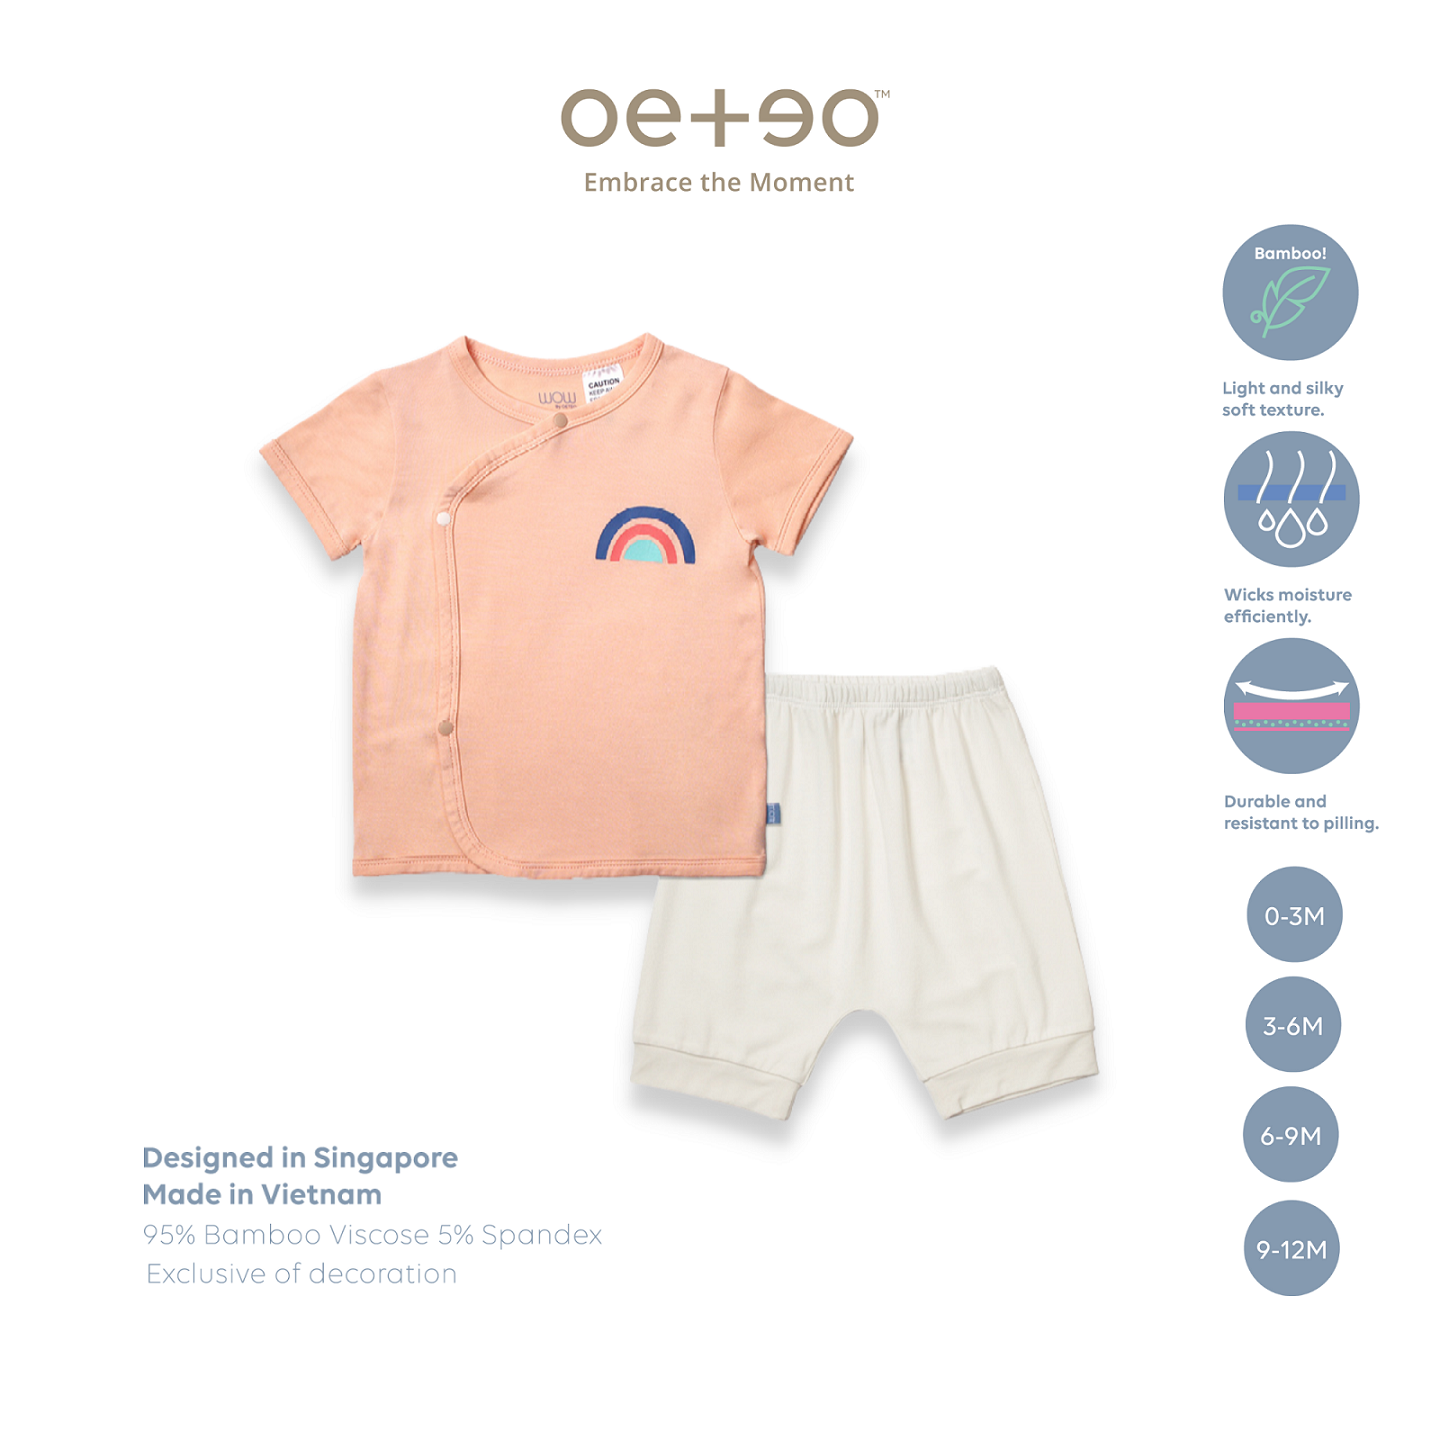 oeteo™
Embrace the Moment
Bamboo!
Light and silky
soft texture.
CAUTION
WOW
Wicks moisture
efficiently.
Durable and
resistant to pilling.
0-3M
3-6M
6-9M
9-12M
Designed in Singapore
Made in Vietnam
95% Bamboo Viscose 5% Spandex
Exclusive of decoration